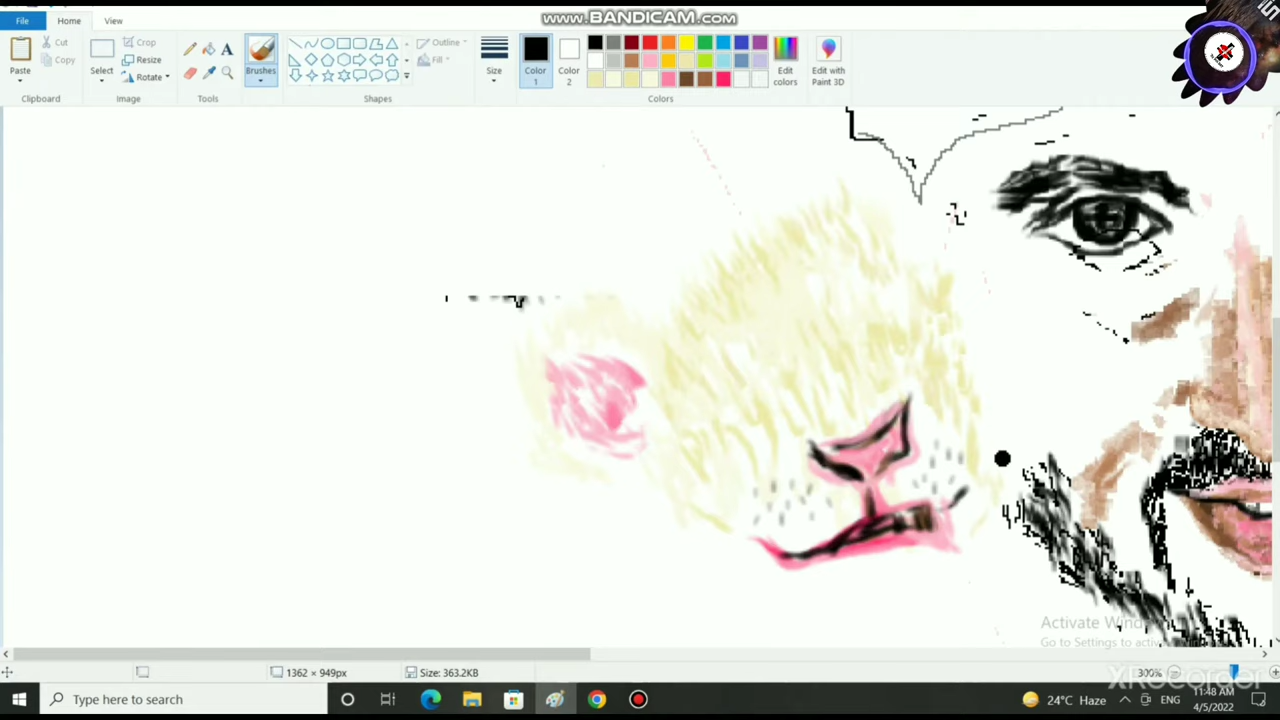 www.BANDICAM.com
File Home View
Paste Cut Copy
Clipboard
Select Crop Resize Rotate
Image
Tools
Brushes
Shapes
Outline
Fill
Size
Color 1
Color 2
Edit colors
Colors
Edit with Paint 3D
Activate Windows
Go to Settings to activ
1362 × 949px
Size: 363.2KB
300%
XRecorder
Type here to search
24°C Haze
ENG
11:48 AM
4/5/2022